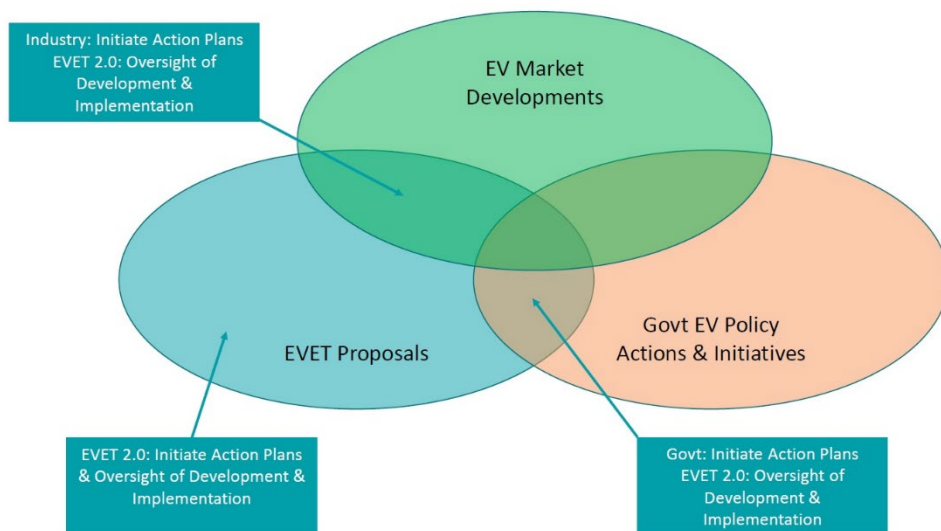 Industry: Initiate Action Plans
EVET 2.0: Oversight of
Development &
Implementation
EV Market
Developments
EVET Proposals
Govt EV Policy
Actions & Initiatives
EVET 2.0: Initiate Action Plans
& Oversight of Development &
Implementation
Govt: Initiate Action Plans
EVET 2.0: Oversight of
Development &
Implementation